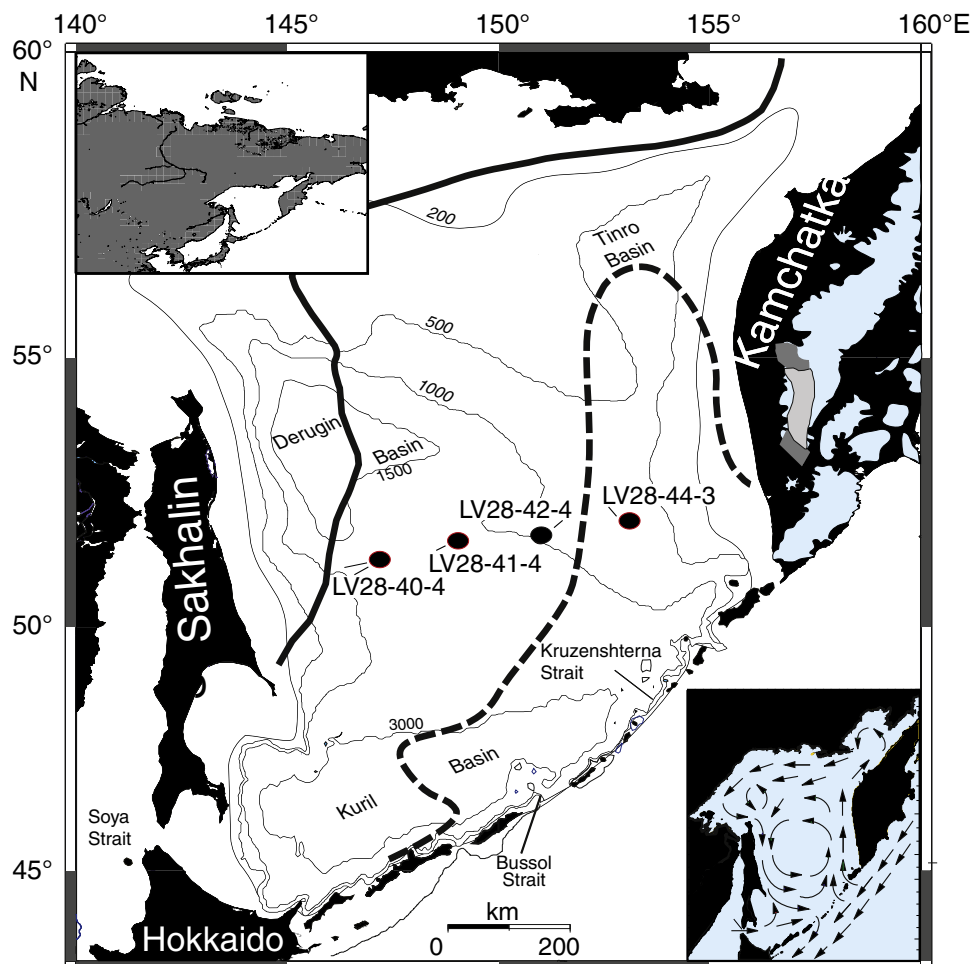 140°
145°
150°
155°
160°E
60°
N
200
Tinro
Basin
Kamchatka
500
55°
1000
Derugin
Basin
1500
LV28-42-4
LV28-44-3
LV28-41-4
LV28-40-4
Sakhalin
50°
Kruzenshterna
Strait
3000
Basin
Kuril
Soya
Strait
45°
Bussol
Strait
km
0
200
Hokkaido